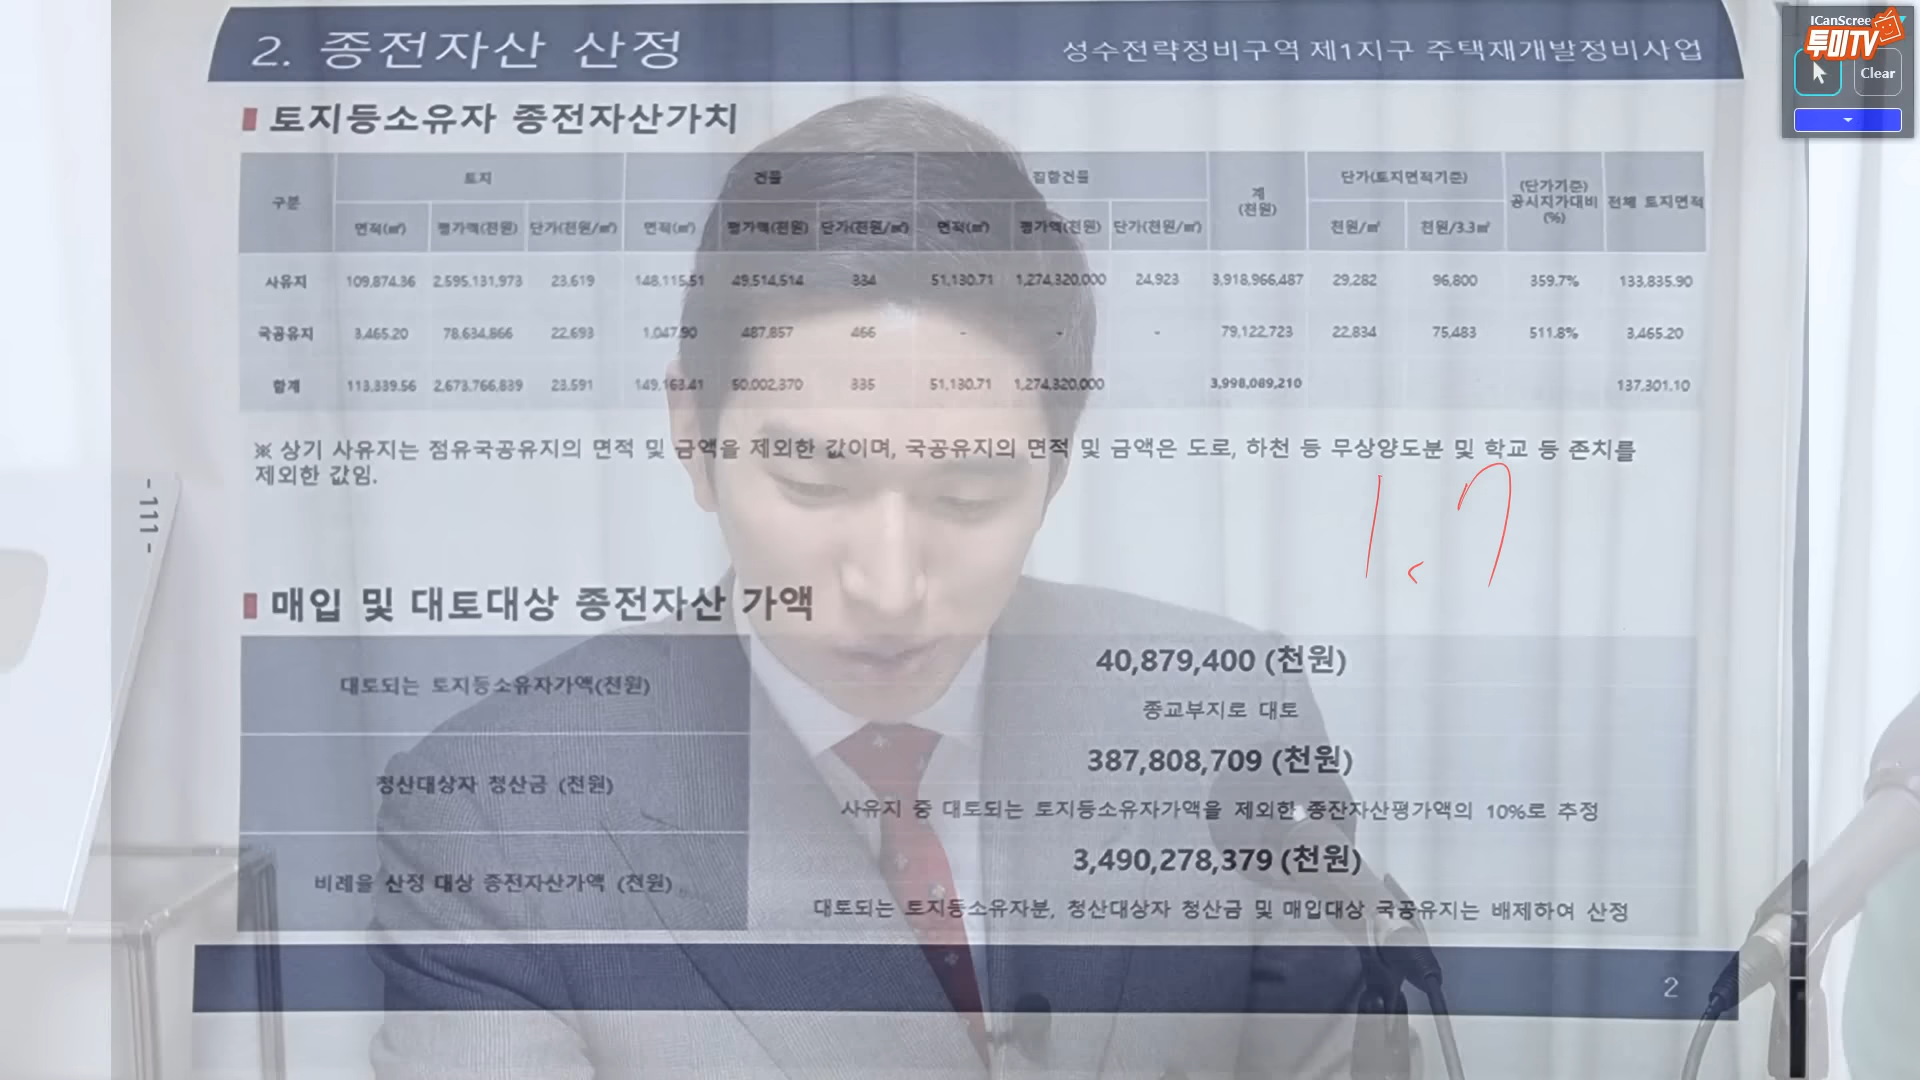 2. 종전자산 산정
성수전략정비구역 제1지구 주택재개발정비사업
ICanScree
투미TV
Clear
토지등소유자 종전자산가치
구분 토지 건물 집합건물 계 (천원) 단가(토지면적기준) (단가기준) 공시지가대비 (%) 전체 토지면적
면적(㎡) 평가액(천원) 단가(천원/㎡) 면적(㎡) 평가액(천원) 단가(천원/㎡) 면적(㎡) 평가액(천원) 단가(천원/㎡) 천원/㎡ 천원/3.3㎡
사유지 109,874.36 2,595,131,973 23,619 148,115.51 49,514,514 334 51,130.71 1,274,320,000 24,923 3,918,966,487 29,282 96,800 359.7% 133,835.90
국공유지 3,465.20 78,634,866 22,693 1,047.90 487,857 466 - - - 79,122,723 22,834 75,483 511.8% 3,465.20
합계 113,339.56 2,673,766,839 23,591 149,163.41 50,002,370 335 51,130.71 1,274,320,000 3,998,089,210 137,301.10
※ 상기 사유지는 점유국공유지의 면적 및 금액을 제외한 값이며, 국공유지의 면적 및 금액은 도로, 하천 등 무상양도분 및 학교 등 존치를
제외한 값임.
- 111 -
1.7
매입 및 대토대상 종전자산 가액
대토되는 토지등소유자가액(천원)
40,879,400 (천원)
종교부지로 대토
청산대상자 청산금 (천원)
387,808,709 (천원)
사유지 중 대토되는 토지등소유자가액을 제외한 종잔자산평가액의 10%로 추정
비례율 산정 대상 종전자산가액 (천원)
3,490,278,379 (천원)
대토되는 토지등소유자분, 청산대상자 청산금 및 매입대상 국공유지는 배제하여 산정
2